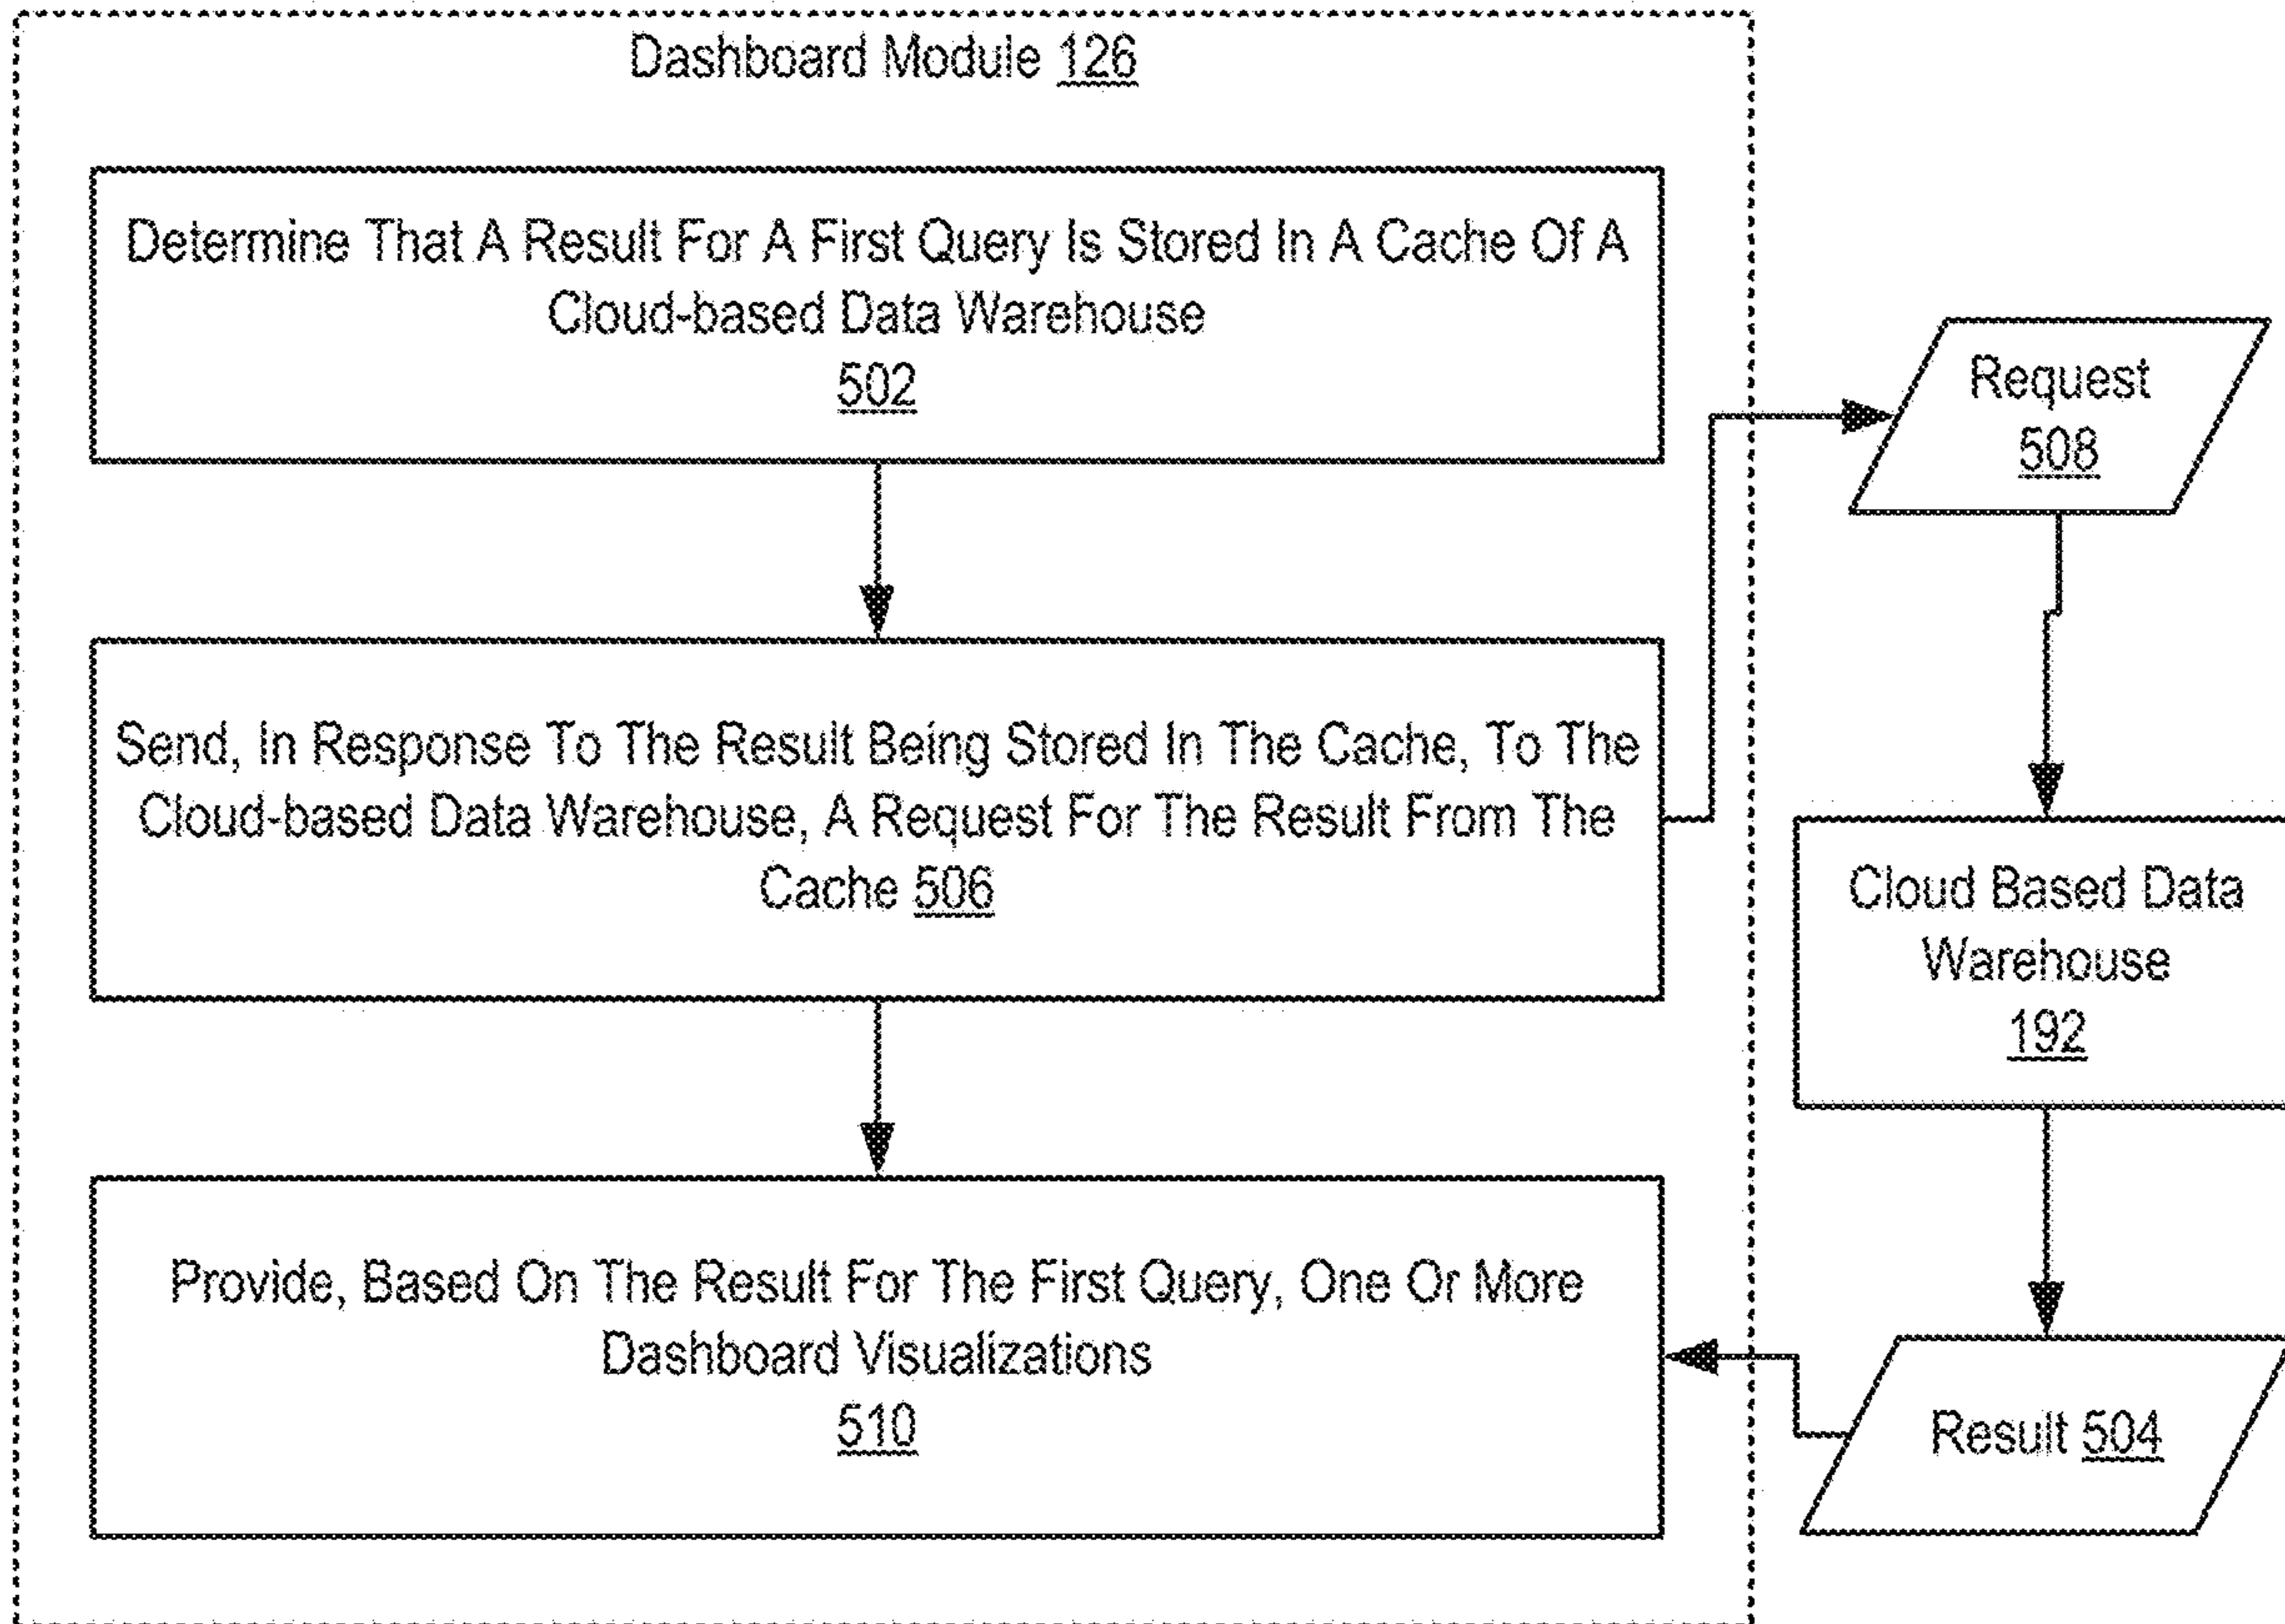 Dashboard Module 126
Determine That A Result For A First Query Is Stored In A Cache Of A
Cloud-based Data Warehouse
502
Request
508
Send, In Response To The Result Being Stored In The Cache, To The
Cloud-based Data Warehouse, A Request For The Result From The
Cache 506
Cloud Based Data
Warehouse
192
Provide, Based On The Result For The First Query, One Or More
Dashboard Visualizations
510
Result 504